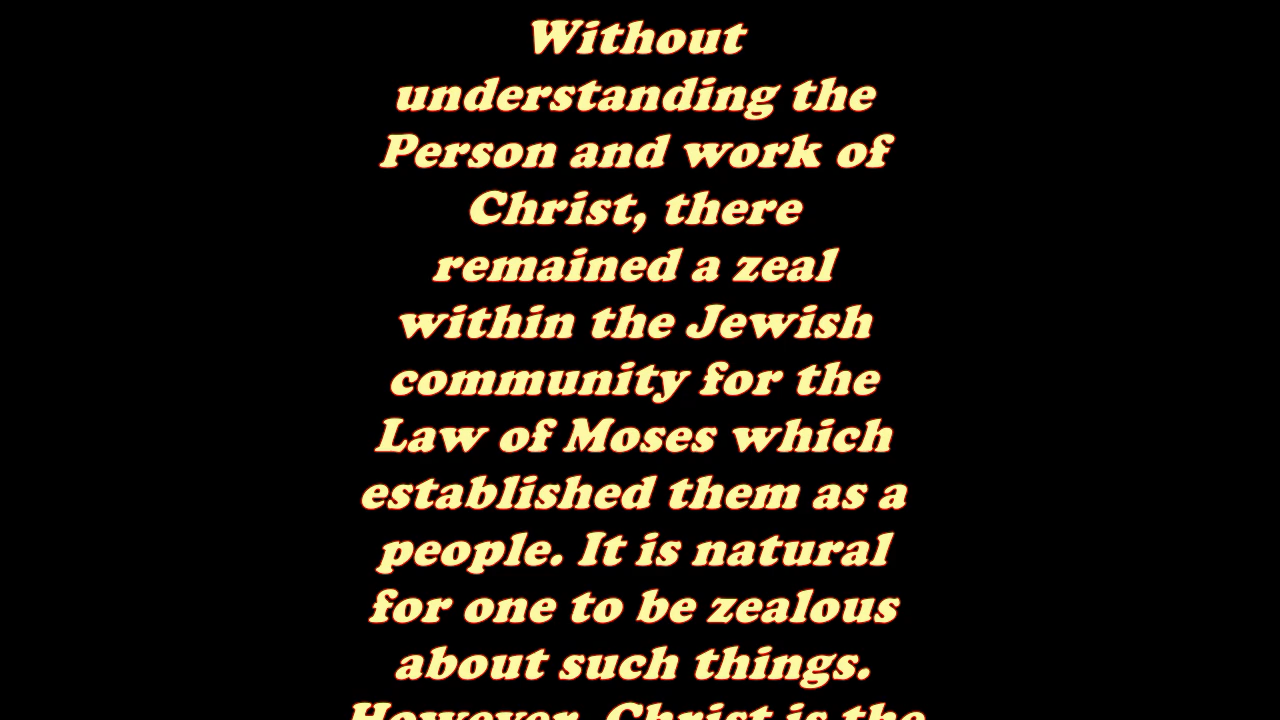 Without
understanding the
Person and work of
Christ, there
remained a zeal
within the Jewish
community for the
Law of Moses which
established them as a
people. It is natural
for one to be zealous
about such things.
However, Christ is the